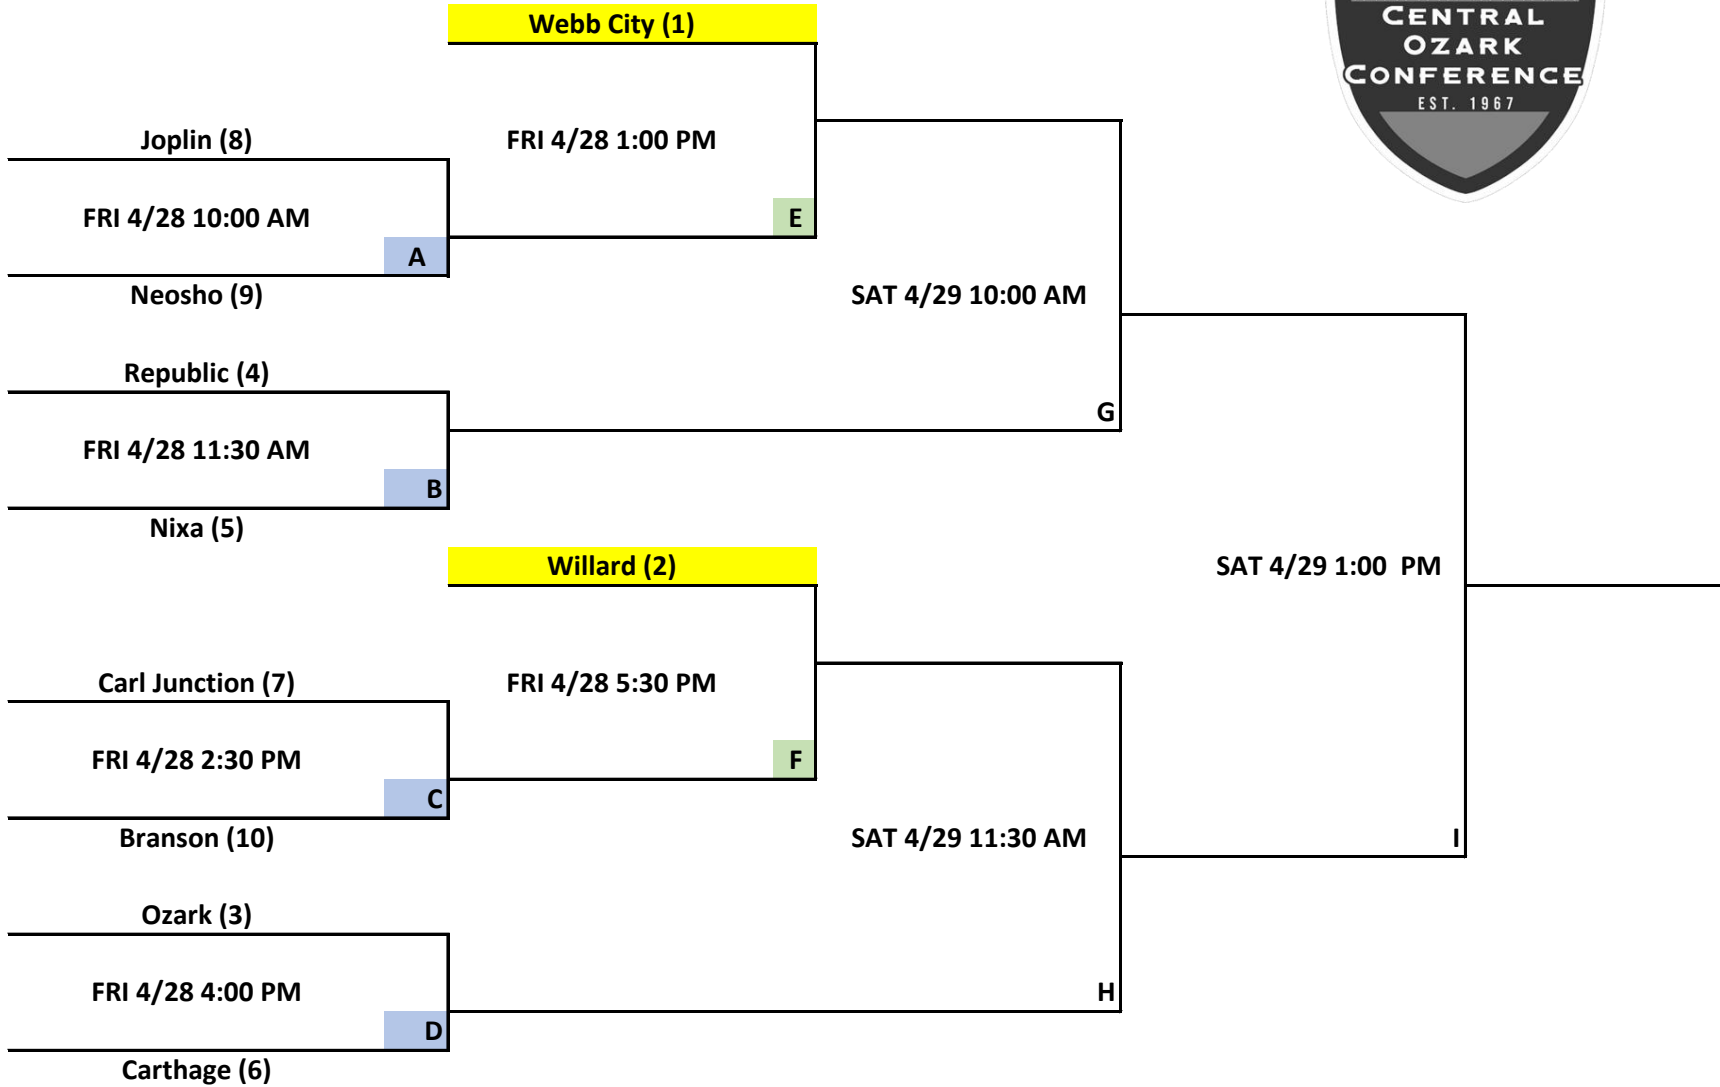 Webb City (1)
CENTRAL
OZARK
CONFERENCE
EST. 1967
Joplin (8)
FRI 4/28 1:00 PM
FRI 4/28 10:00 AM
E
A
Neosho (9)
SAT 4/29 10:00 AM
Republic (4)
G
FRI 4/28 11:30 AM
B
Nixa (5)
Willard (2)
SAT 4/29 1:00 PM
Carl Junction (7)
FRI 4/28 5:30 PM
FRI 4/28 2:30 PM
F
C
Branson (10)
SAT 4/29 11:30 AM
I
Ozark (3)
FRI 4/28 4:00 PM
H
D
Carthage (6)